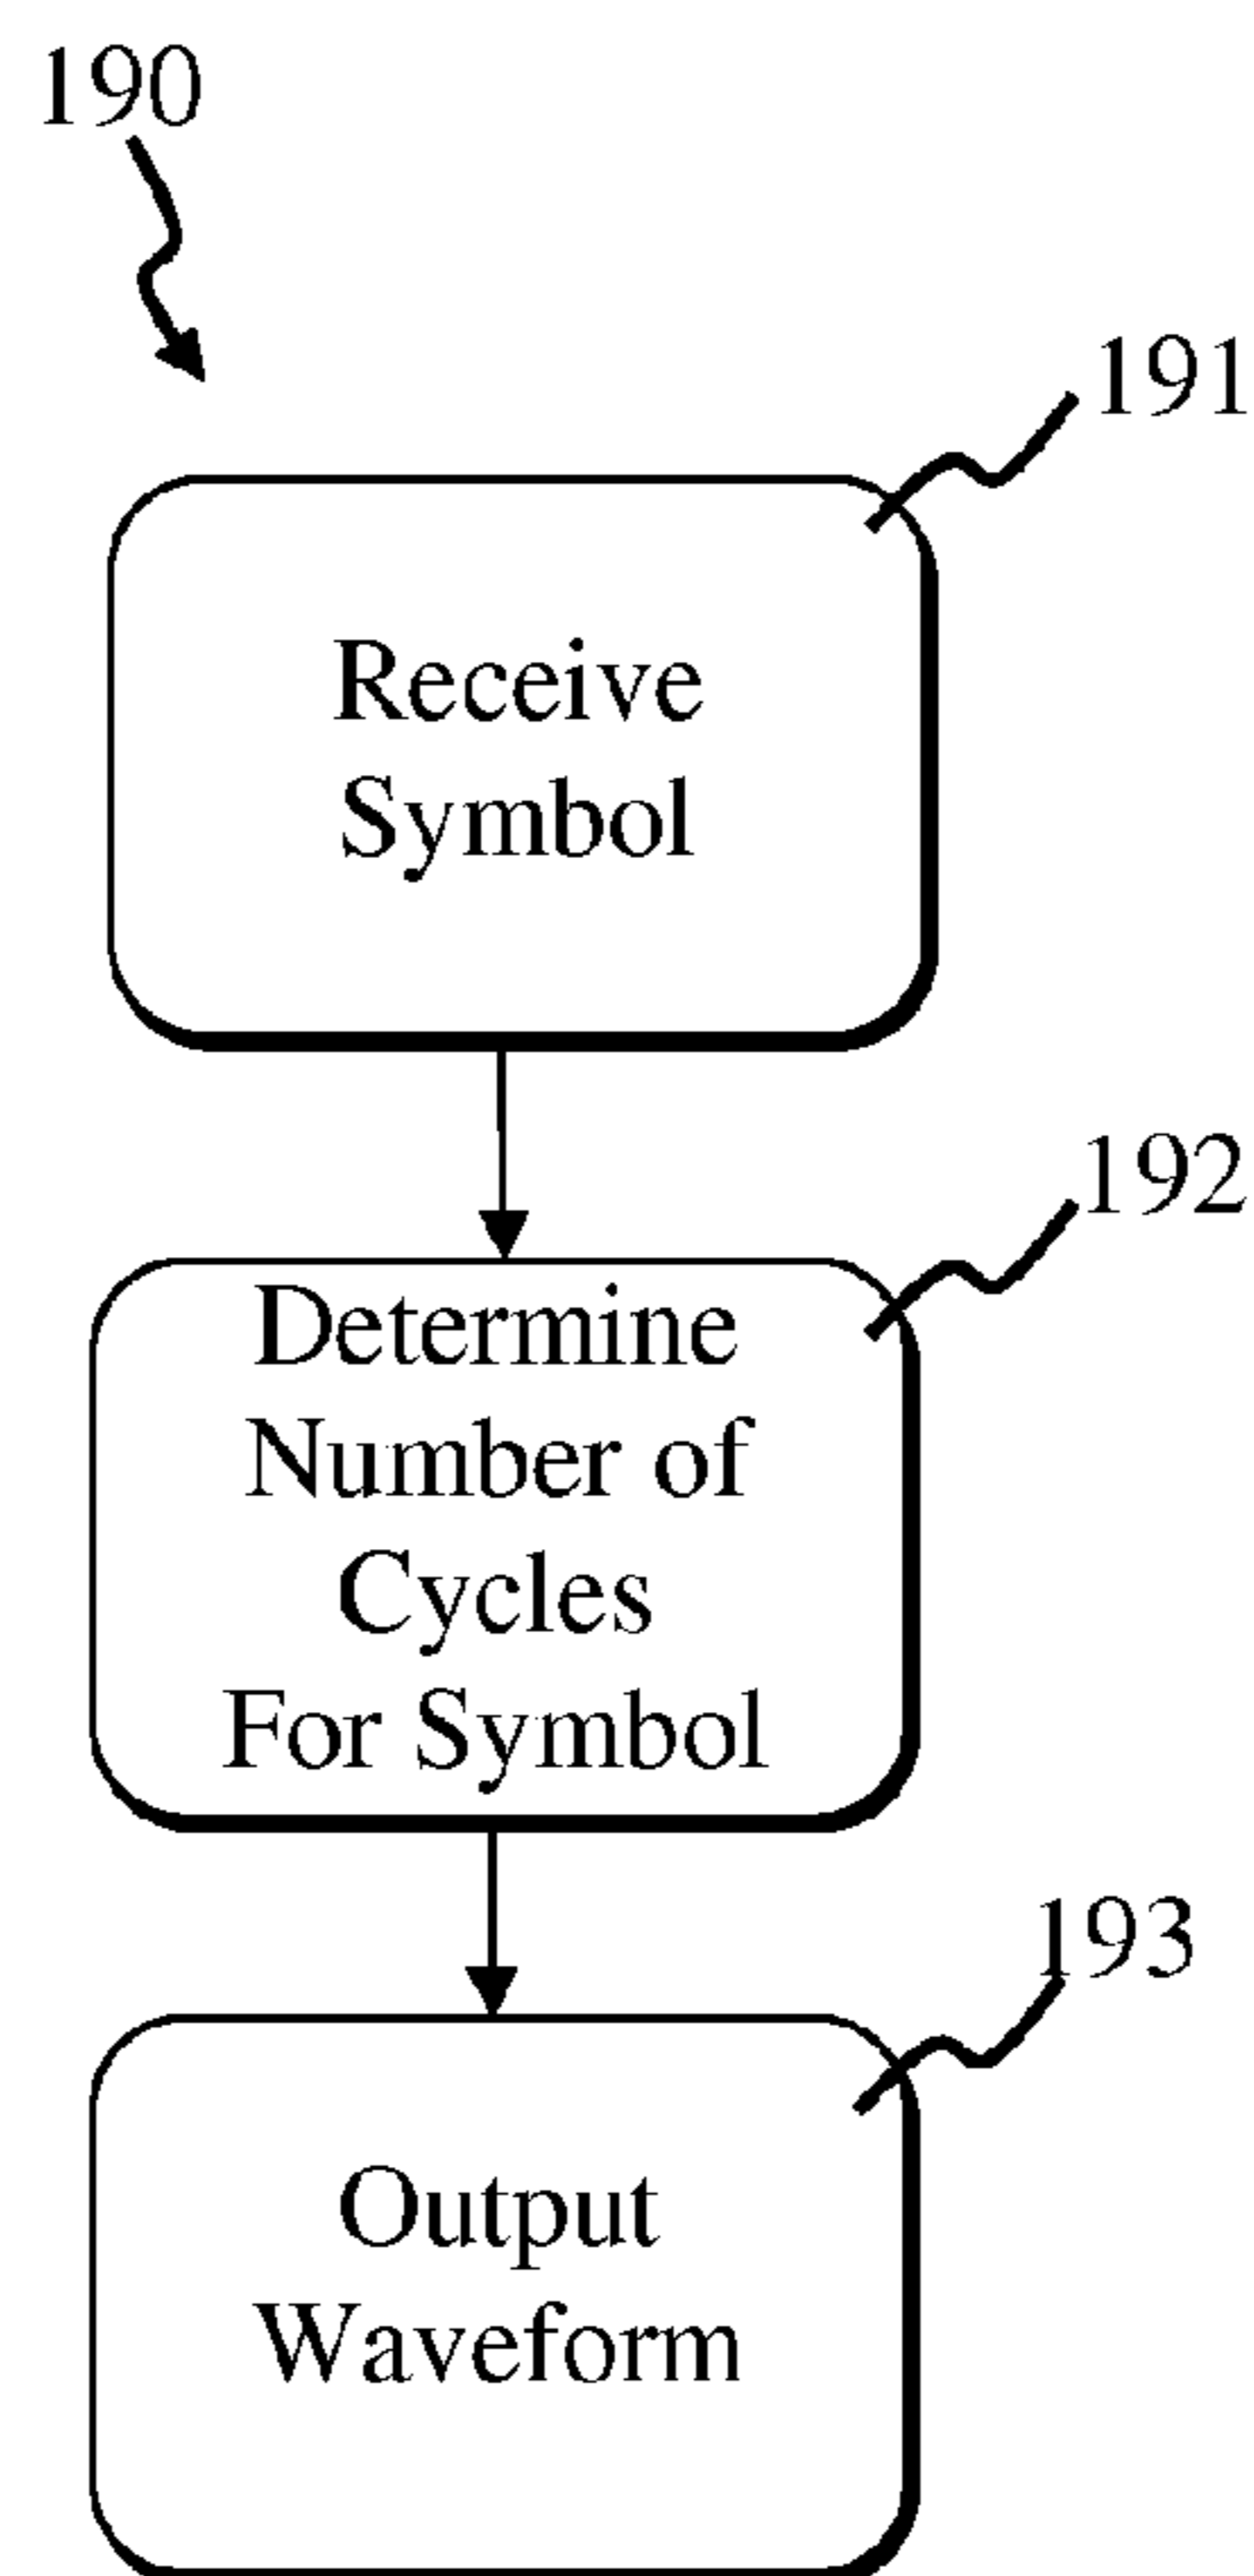 190
191
Receive
Symbol
192
Determine
Number of
Cycles
For Symbol
193
Output
Waveform